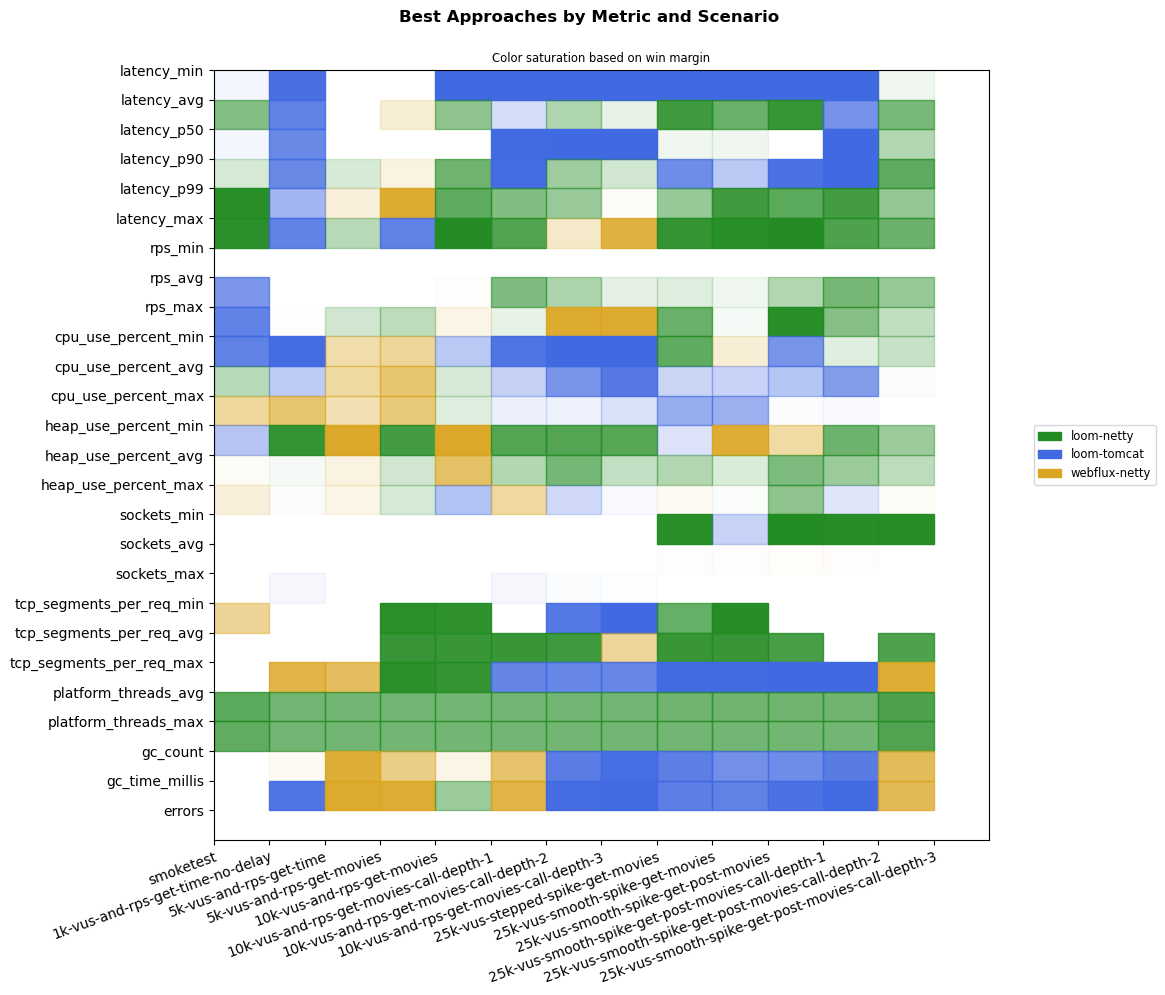 Best Approaches by Metric and Scenario
Color saturation based on win margin
latency_min
latency_avg
latency_p50
latency_p90
latency_p99
latency_max
rps_min
rps_avg
rps_max
cpu_use_percent_min
cpu_use_percent_avg
cpu_use_percent_max
heap_use_percent_min
heap_use_percent_avg
heap_use_percent_max
sockets_min
sockets_avg
sockets_max
tcp_segments_per_req_min
tcp_segments_per_req_avg
tcp_segments_per_req_max
platform_threads_avg
platform_threads_max
gc_count
gc_time_millis
errors
loom-netty
loom-tomcat
webflux-netty
smoketest
1k-vus-and-rps-get-time-no-delay
5k-vus-and-rps-get-time
5k-vus-and-rps-get-movies
10k-vus-and-rps-get-movies
10k-vus-and-rps-get-movies-call-depth-1
10k-vus-and-rps-get-movies-call-depth-2
10k-vus-and-rps-get-movies-call-depth-3
25k-vus-stepped-spike-get-movies
25k-vus-smooth-spike-get-movies
25k-vus-smooth-spike-get-post-movies
25k-vus-smooth-spike-get-post-movies-call-depth-1
25k-vus-smooth-spike-get-post-movies-call-depth-2
25k-vus-smooth-spike-get-post-movies-call-depth-3